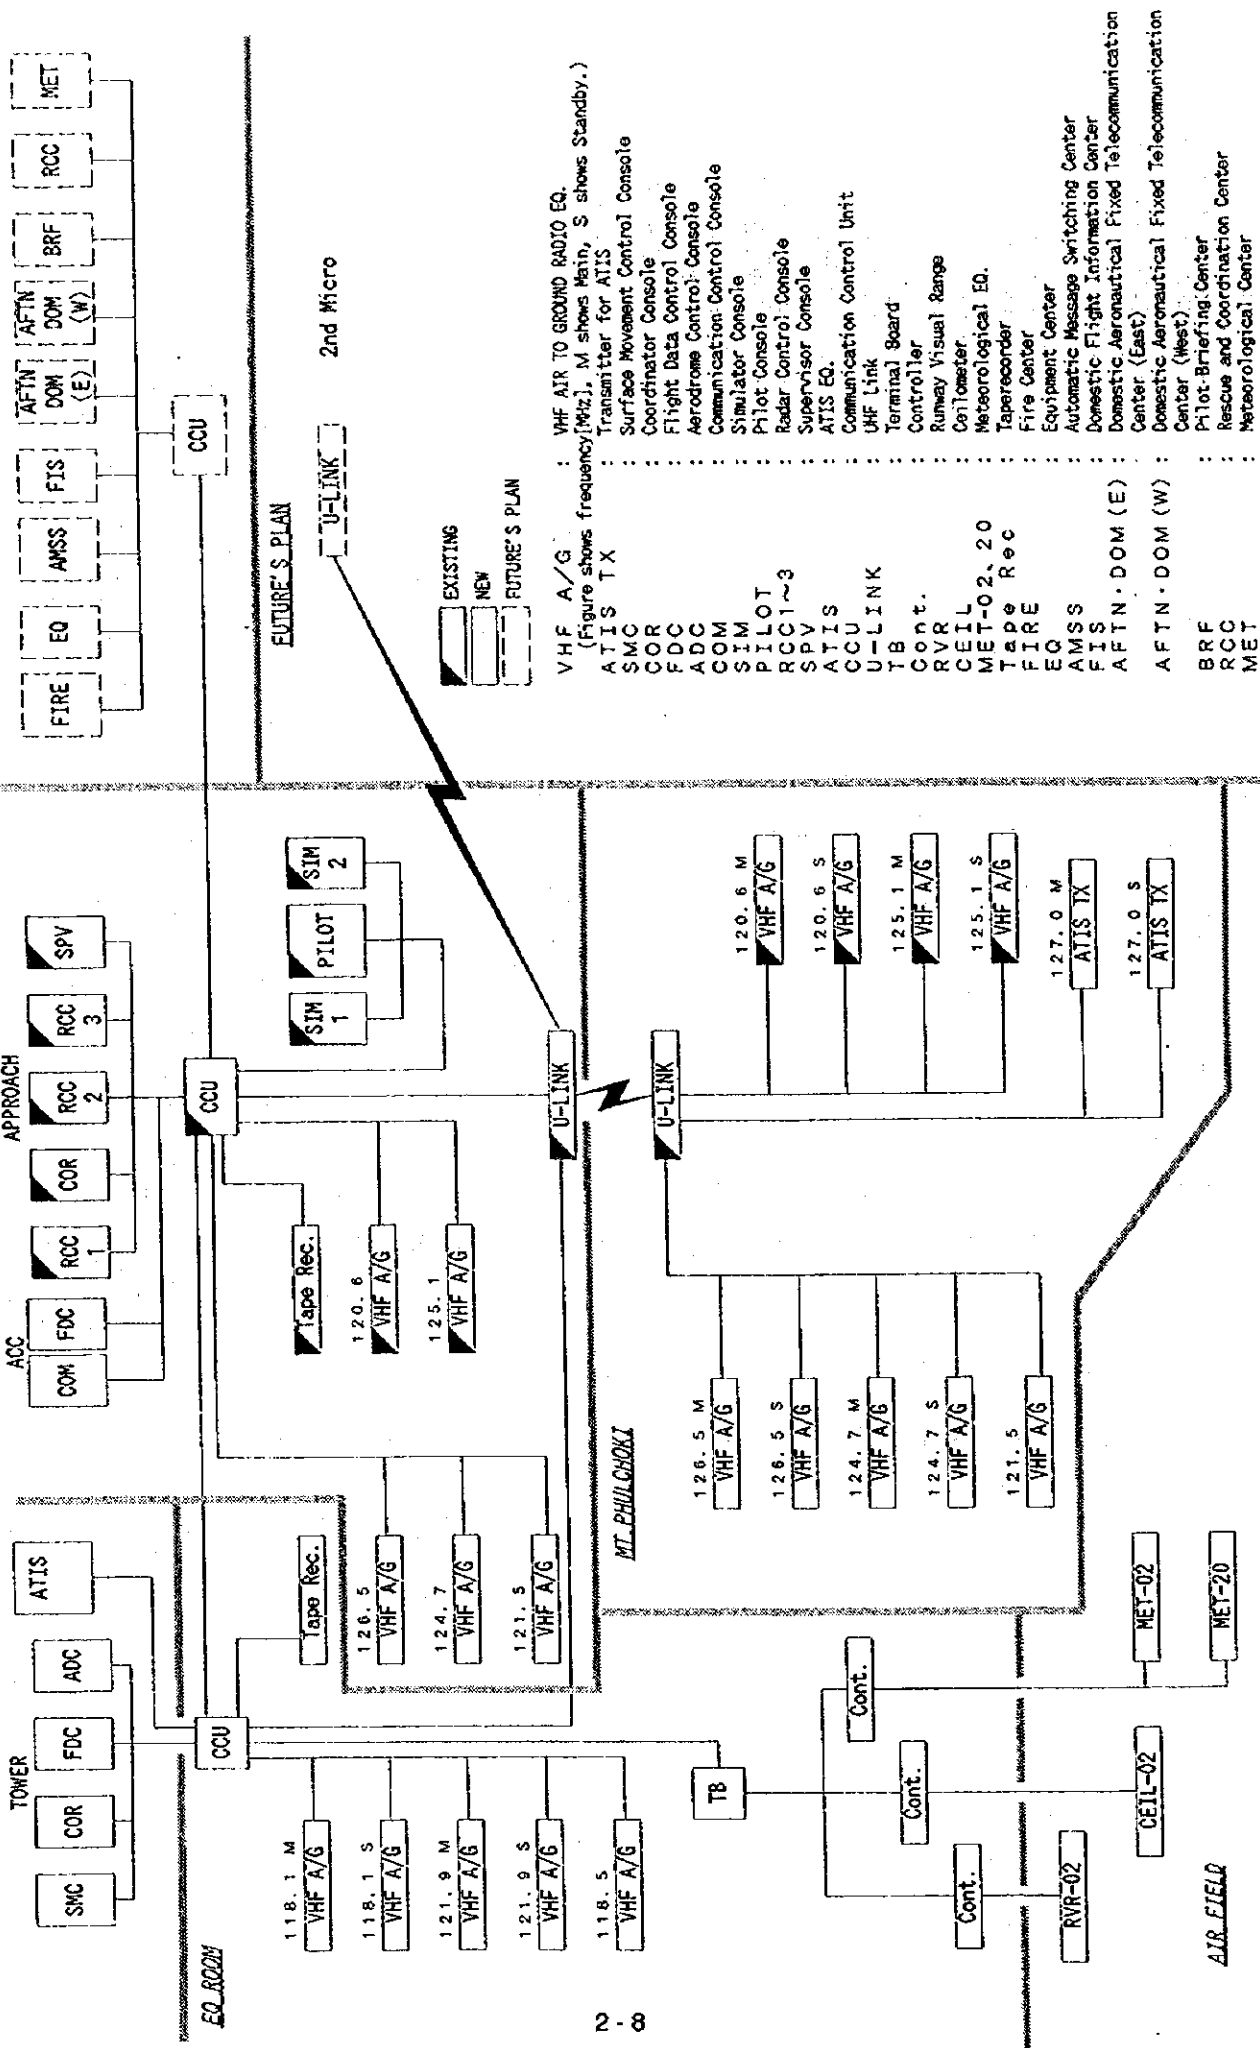 TOWER
SMC
COR
FDC
ADC
ATIS
ACC
COM
FDC
APPROACH
RCC
1
COR
RCC
2
RCC
3
SPV
FIRE
EQ
AMSS
FIS
AFTN
DOM
(E)
AFTN
DOM
(W)
BRF
RCC
MET
CCU
CCU
CCU
EQ ROOM
118.1 M
VHF A/G
118.1 S
VHF A/G
121.9 M
VHF A/G
121.9 S
VHF A/G
118.5
VHF A/G
Tape Rec.
126.5
VHF A/G
124.7
VHF A/G
121.5
VHF A/G
Tape Rec.
120.6
VHF A/G
125.1
VHF A/G
SIM
1
PILOT
SIM
2
U-LINK
FUTURE'S PLAN
U-LINK
2nd Micro
MT.PHULCHOKI
U-LINK
126.5 M
VHF A/G
126.5 S
VHF A/G
124.7 M
VHF A/G
124.7 S
VHF A/G
121.5
VHF A/G
120.6 M
VHF A/G
120.6 S
VHF A/G
125.1 M
VHF A/G
125.1 S
VHF A/G
127.0 M
ATIS TX
127.0 S
ATIS TX
TB
Cont.
Cont.
Cont.
RVR-02
CEIL-02
MET-02
MET-20
AIR FIELD
EXISTING
NEW
FUTURE'S PLAN
VHF A/G : VHF AIR TO GROUND RADIO EQ.
(Figure shows frequency[MHz], M shows Main, S shows Standby.)
ATIS TX : Transmitter for ATIS
SMC : Surface Movement Control Console
COR : Coordinator Console
FDC : Flight Data Control Console
ADC : Aerodrome Control Console
COM : Communication Control Console
SIM : Simulator Console
PILOT : Pilot Console
RCC1~3 : Radar Control Console
SPV : Supervisor Console
ATIS : ATIS EQ.
CCU : Communication Control Unit
U-LINK : UHF Link
TB : Terminal Board
Cont. : Controller
RVR : Runway Visual Range
CEIL : Ceilometer
MET-02, 20 : Meteorological EQ.
Tape Rec : Taperecorder
FIRE : Fire Center
EQ : Equipment Center
AMSS : Automatic Message Switching Center
FIS : Domestic Flight Information Center
AFTN·DOM(E) : Domestic Aeronautical Fixed Telecommunication
Center (East)
AFTN·DOM(W) : Domestic Aeronautical Fixed Telecommunication
Center (West)
BRF : Pilot Briefing Center
RCC : Rescue and Coordination Center
MET : Meteorological Center
2-8